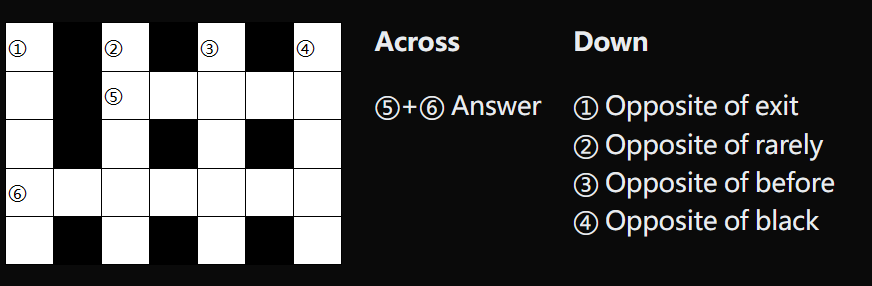 ① ② ③ ④
⑤
⑥
Across
⑤+⑥ Answer
Down
① Opposite of exit
② Opposite of rarely
③ Opposite of before
④ Opposite of black